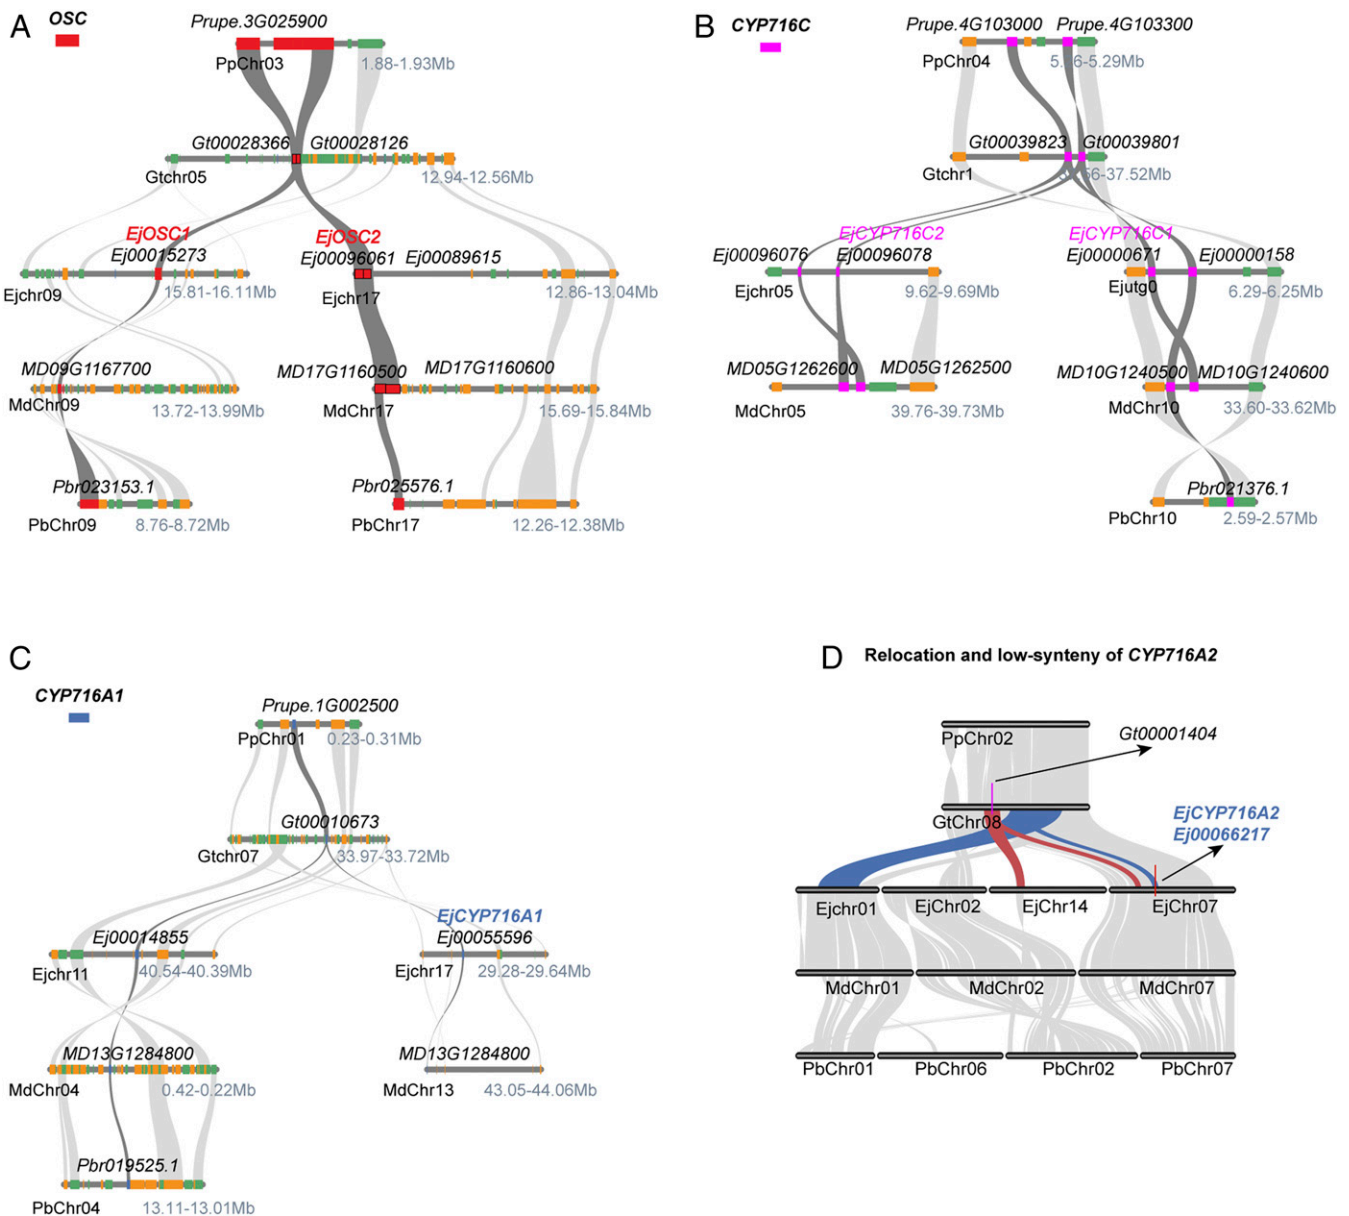 A
OSC
Prupe.3G025900
PpChr03
1.88-1.93Mb
Gt00028366
Gt00028126
Gtchr05
12.94-12.56Mb
EjOSC1
Ej00015273
EjOSC2
Ej00096061
Ej00089615
Ejchr09
15.81-16.11Mb
Ejchr17
12.86-13.04Mb
MD09G1167700
MD17G1160500
MD17G1160600
MdChr09
13.72-13.99Mb
MdChr17
15.69-15.84Mb
Pbr023153.1
Pbr025576.1
PbChr09
8.76-8.72Mb
PbChr17
12.26-12.38Mb
B
CYP716C
Prupe.4G103000
Prupe.4G103300
PpChr04
-5.29Mb
Gt00039823
Gt00039801
Gtchr1
-37.52Mb
EjCYP716C2
EjCYP716C1
Ej00096076
Ej00096078
Ej00000671
Ej00000158
Ejchr05
9.62-9.69Mb
Ejutg0
6.29-6.25Mb
MD05G1262600
MD05G1262500
MD10G1240500
MD10G1240600
MdChr05
39.76-39.73Mb
MdChr10
33.60-33.62Mb
Pbr021376.1
PbChr10
2.59-2.57Mb
C
CYP716A1
Prupe.1G002500
PpChr01
0.23-0.31Mb
Gt00010673
Gtchr07
33.97-33.72Mb
EjCYP716A1
Ej00014855
Ej00055596
Ejchr11
40.54-40.39Mb
Ejchr17
29.28-29.64Mb
MD13G1284800
MD13G1284800
MdChr04
0.42-0.22Mb
MdChr13
43.05-44.06Mb
Pbr019525.1
PbChr04
13.11-13.01Mb
D
Relocation and low-synteny of CYP716A2
PpChr02
Gt00001404
GtChr08
EjCYP716A2
Ej00066217
Ejchr01
EjChr02
EjChr14
EjChr07
MdChr01
MdChr02
MdChr07
PbChr01
PbChr06
PbChr02
PbChr07